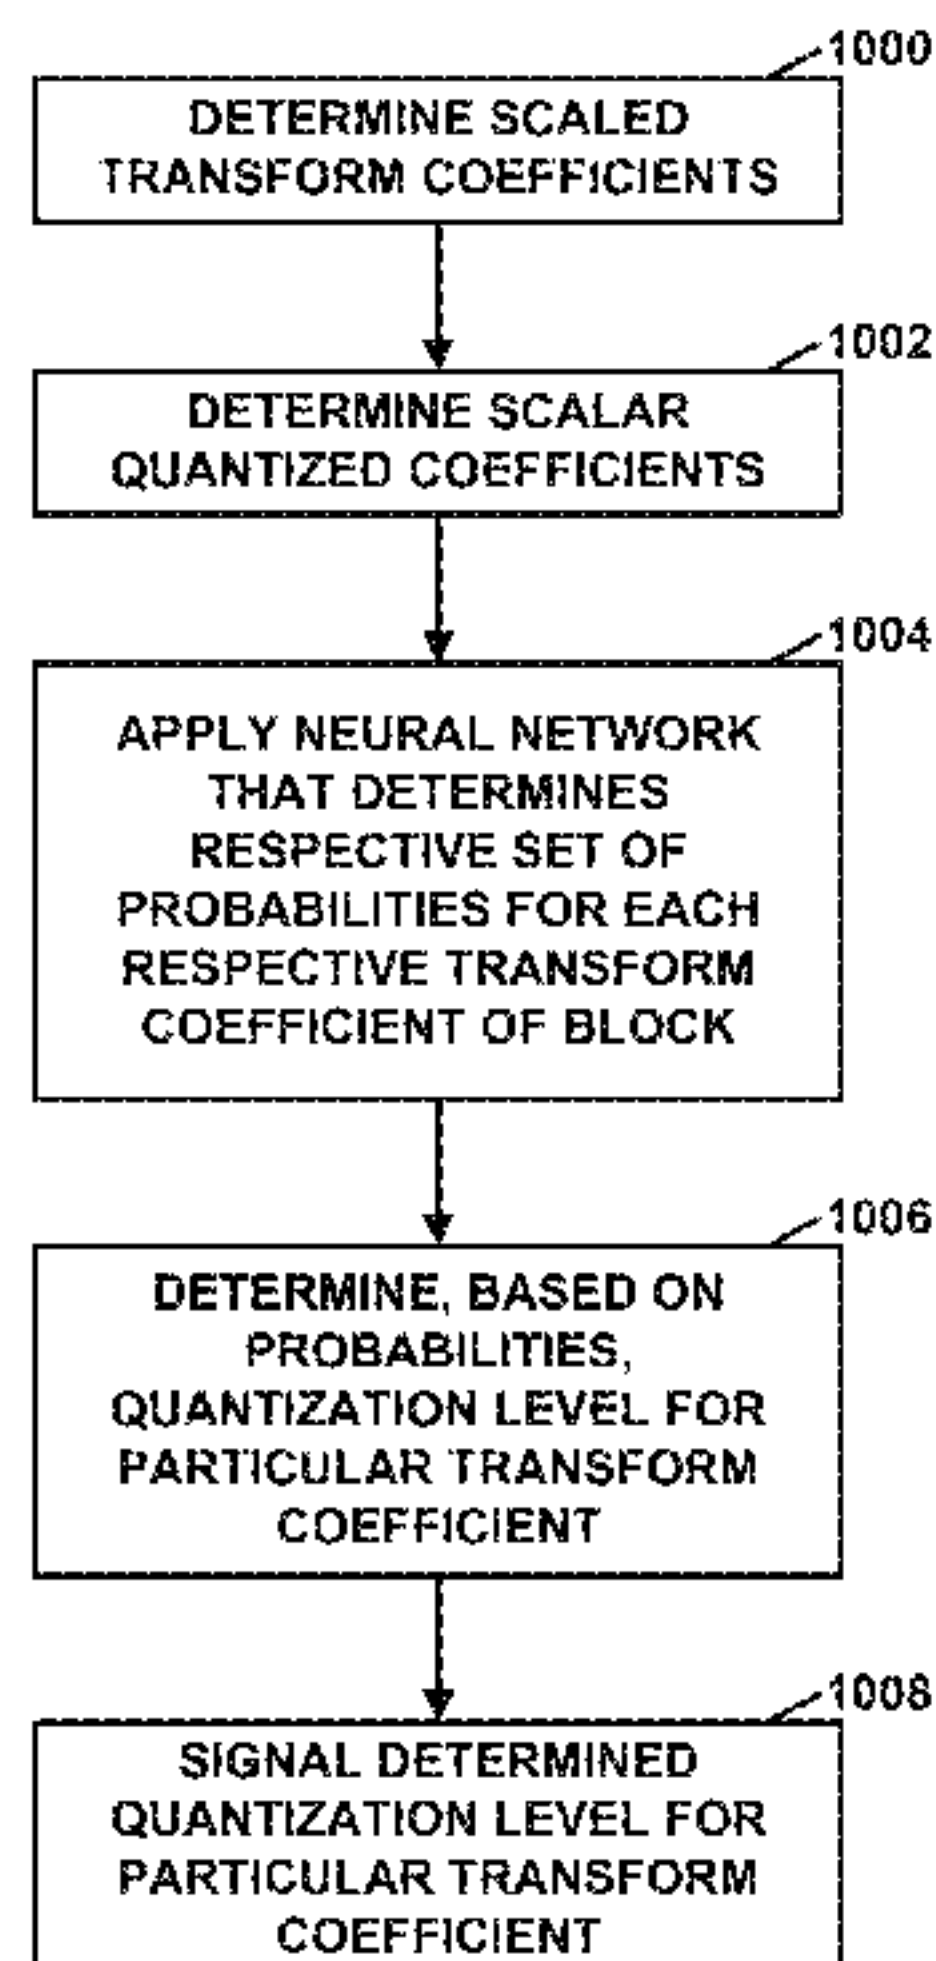 1000
DETERMINE SCALED
TRANSFORM COEFFICIENTS
1002
DETERMINE SCALAR
QUANTIZED COEFFICIENTS
1004
APPLY NEURAL NETWORK
THAT DETERMINES
RESPECTIVE SET OF
PROBABILITIES FOR EACH
RESPECTIVE TRANSFORM
COEFFICIENT OF BLOCK
1006
DETERMINE, BASED ON
PROBABILITIES,
QUANTIZATION LEVEL FOR
PARTICULAR TRANSFORM
COEFFICIENT
1008
SIGNAL DETERMINED
QUANTIZATION LEVEL FOR
PARTICULAR TRANSFORM
COEFFICIENT